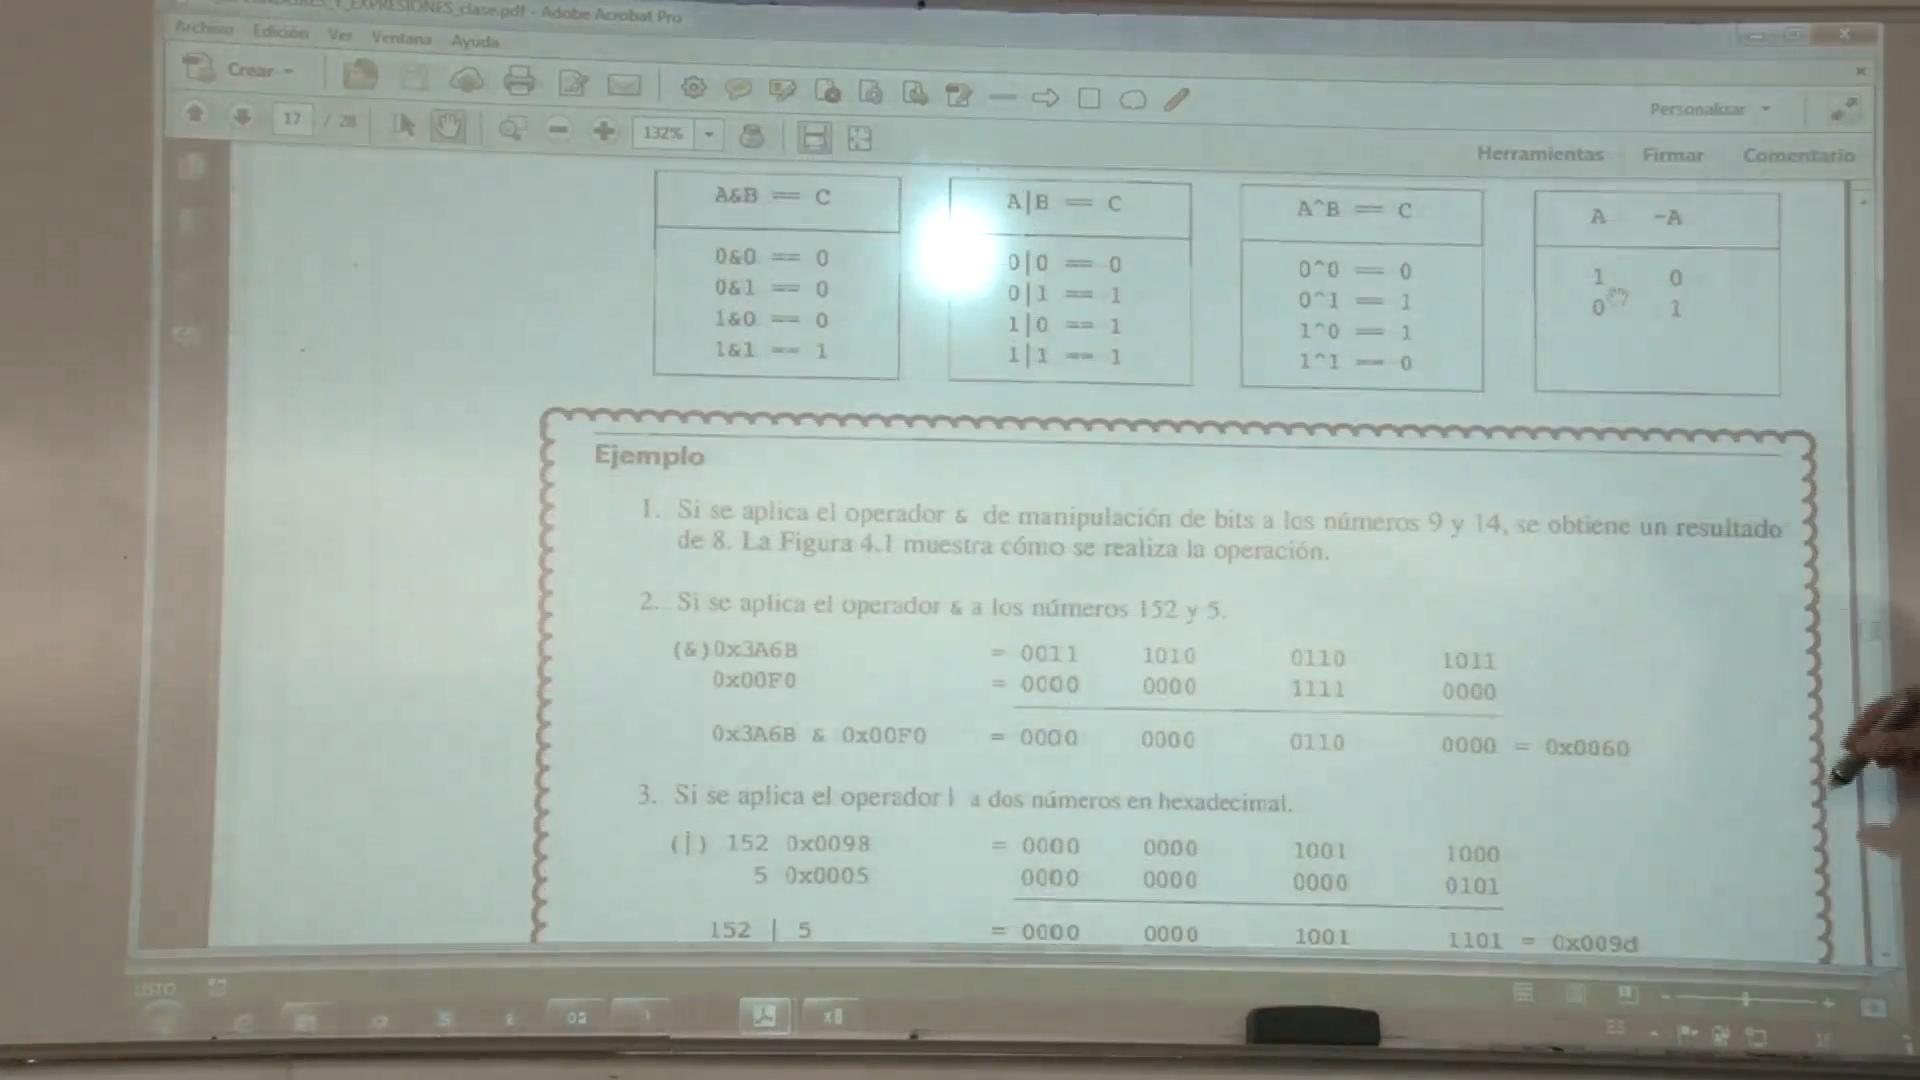 Y_EXPRESIONES_clase.pdf - Adobe Acrobat Pro
Archivo Edición Ver Ventana Ayuda
Crear
Personalizar
17 / 28 132%
Herramientas Firmar Comentario
A&B == C
0&0 == 0
0&1 == 0
1&0 == 0
1&1 == 1
A|B == C
0|0 == 0
0|1 == 1
1|0 == 1
1|1 == 1
A^B == C
0^0 == 0
0^1 == 1
1^0 == 1
1^1 == 0
A ~A
1 0
0 1
Ejemplo
1. Si se aplica el operador & de manipulación de bits a los números 9 y 14, se obtiene un resultado
de 8. La Figura 4.1 muestra cómo se realiza la operación.
2. Si se aplica el operador & a los números 152 y 5.
(&)0x3A6B = 0011 1010 0110 1011
0x00F0 = 0000 0000 1111 0000
0x3A6B & 0x00F0 = 0000 0000 0110 0000 = 0x0060
3. Si se aplica el operador | a dos números en hexadecimal.
(|) 152 0x0098 = 0000 0000 1001 1000
5 0x0005 0000 0000 0000 0101
152 | 5 = 0000 0000 1001 1101 = 0x009d
LISTO
ES